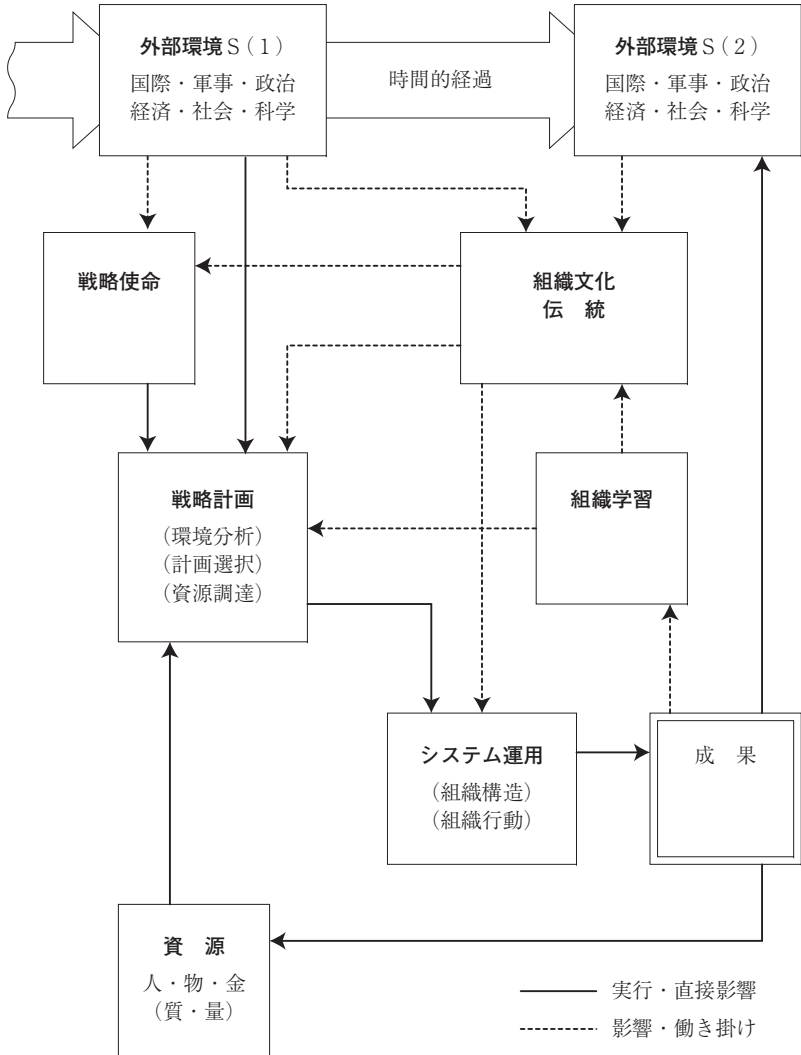 外部環境S(1)
国際・軍事・政治
経済・社会・科学
時間的経過
外部環境S(2)
国際・軍事・政治
経済・社会・科学
戦略使命
組織文化
伝　統
戦略計画
(環境分析)
(計画選択)
(資源調達)
組織学習
システム運用
(組織構造)
(組織行動)
成　果
資　源
人・物・金
(質・量)
実行・直接影響
影響・働き掛け